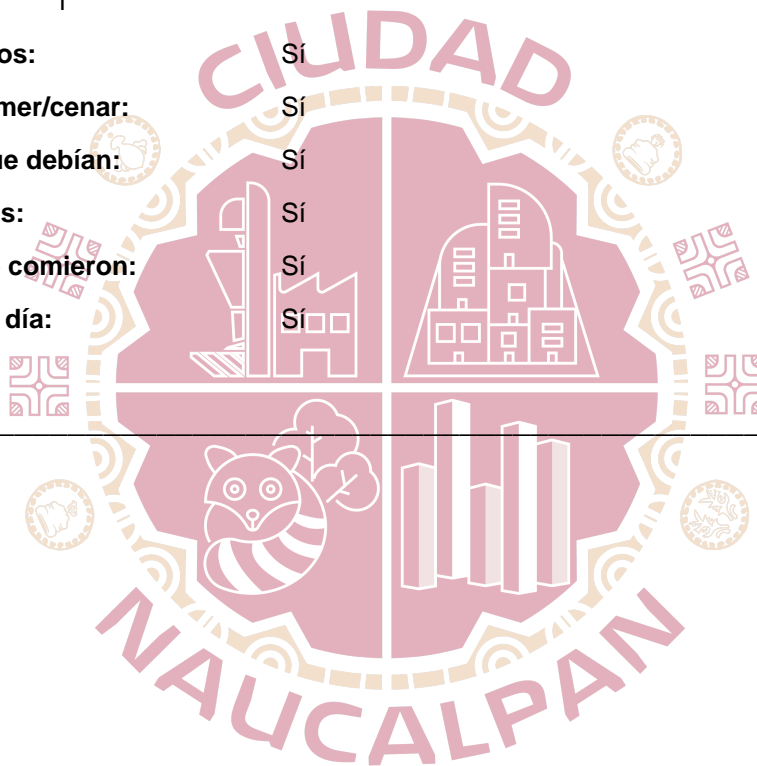 CIUDAD
os: Sí
mer/cenar: Sí
ue debían: Sí
s: Sí
comieron: Sí
día: Sí
NAUCALPAN